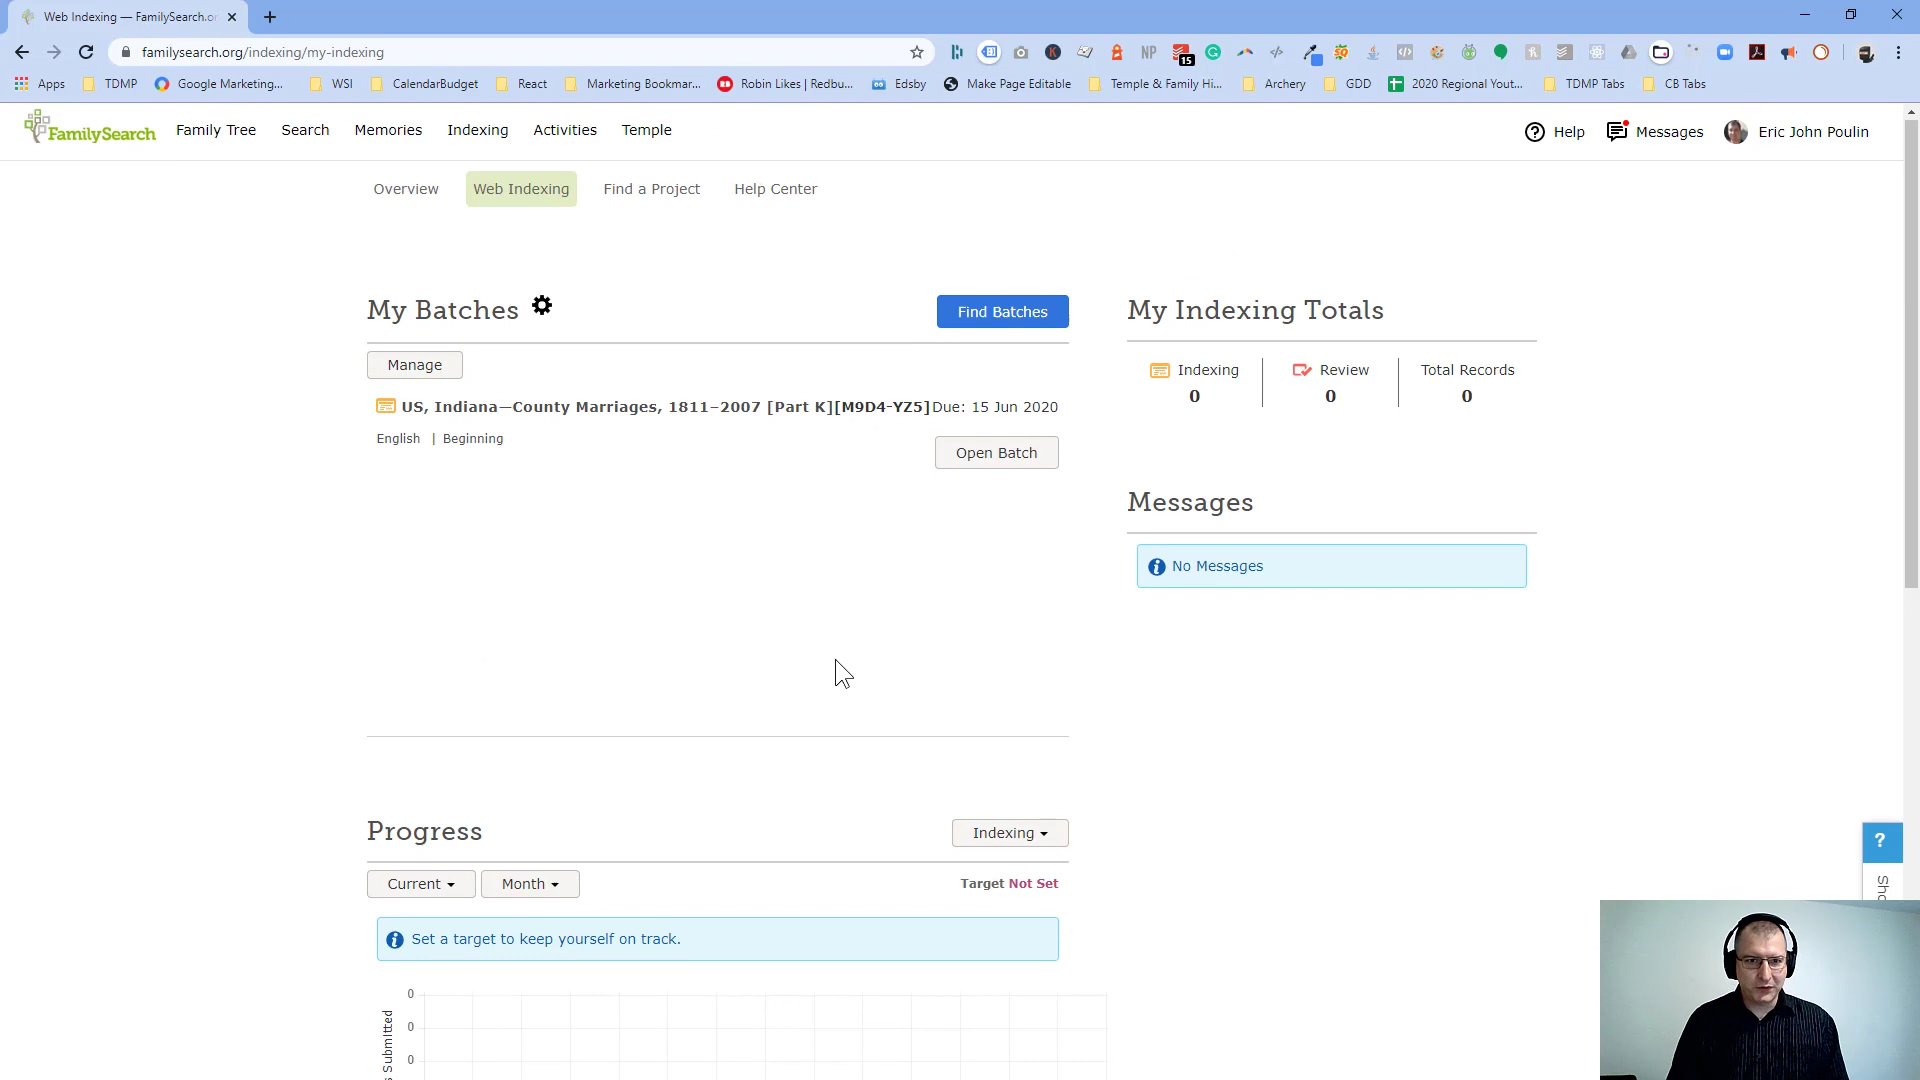 Web Indexing — FamilySearch.or
familysearch.org/indexing/my-indexing
NP
15
Apps TDMP Google Marketing... WSI CalendarBudget React Marketing Bookmar... Robin Likes | Redbu... Edsby Make Page Editable Temple & Family Hi... Archery GDD 2020 Regional Yout... TDMP Tabs CB Tabs
FamilySearch Family Tree Search Memories Indexing Activities Temple Help Messages Eric John Poulin
Overview Web Indexing Find a Project Help Center
My Batches Find Batches
Manage
US, Indiana—County Marriages, 1811–2007 [Part K][M9D4-YZ5] Due: 15 Jun 2020
English | Beginning
Open Batch
My Indexing Totals
Indexing Review Total Records
0 0 0
Messages
No Messages
Progress Indexing
Current Month Target Not Set
Set a target to keep yourself on track.
0
0
0
s Submitted
?
Sho